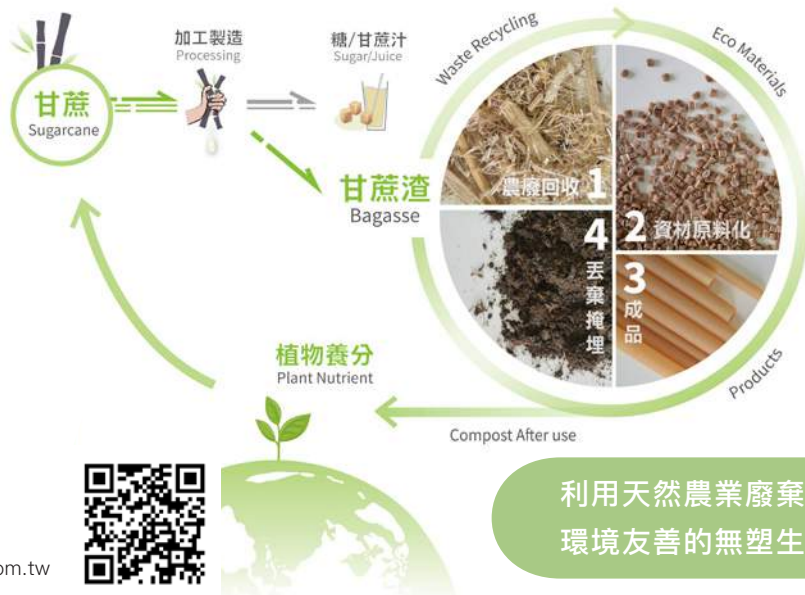 甘蔗
Sugarcane
加工製造
Processing
糖/甘蔗汁
Sugar/Juice
甘蔗渣
Bagasse
Waste Recycling
Eco Materials
農廢回收 1
2 資材原料化
3 成品
4 丟棄掩埋
Products
Compost After use
植物養分
Plant Nutrient
利用天然農業廢棄
環境友善的無塑生
om.tw